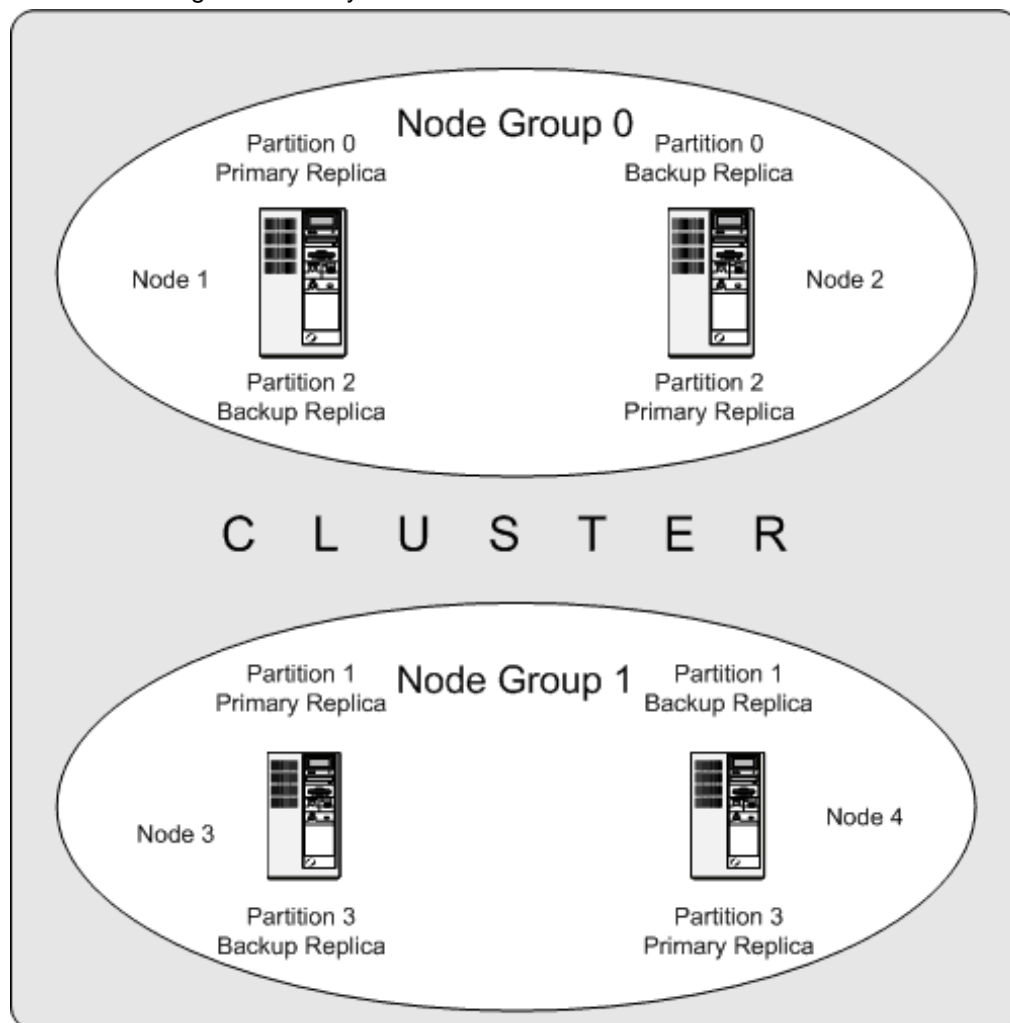 Node Group 0
Partition 0
Primary Replica
Partition 0
Backup Replica
Node 1
Node 2
Partition 2
Backup Replica
Partition 2
Primary Replica
C L U S T E R
Node Group 1
Partition 1
Primary Replica
Partition 1
Backup Replica
Node 3
Node 4
Partition 3
Backup Replica
Partition 3
Primary Replica